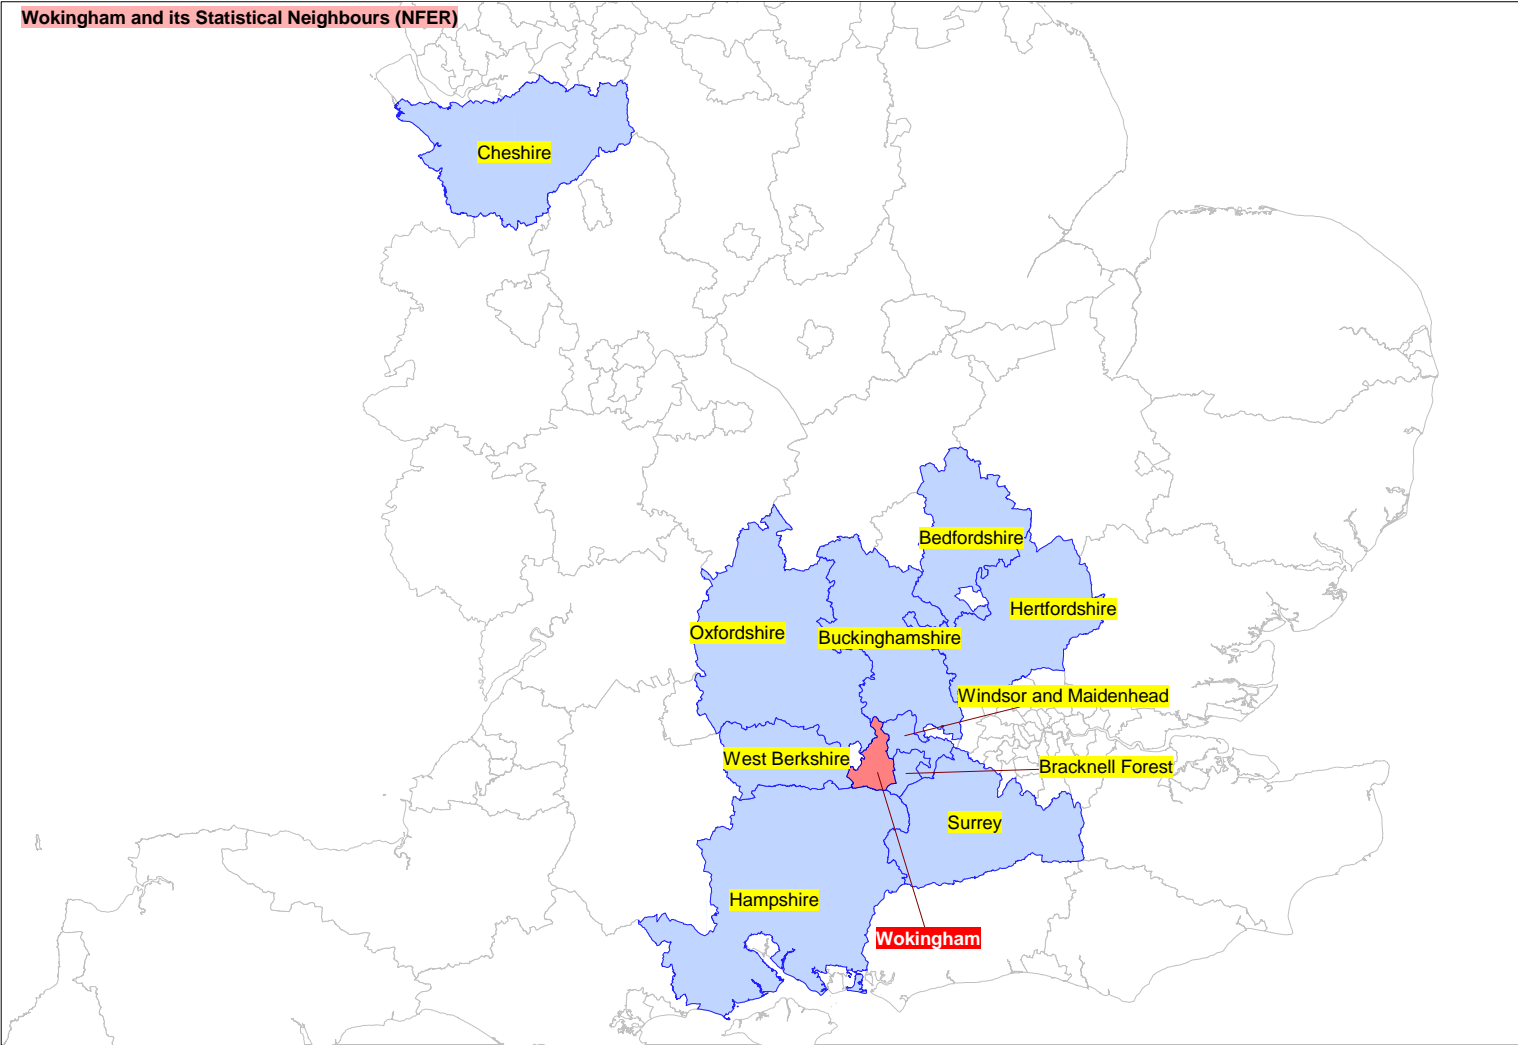 Wokingham and its Statistical Neighbours (NFER)
Cheshire
Bedfordshire
Hertfordshire
Oxfordshire
Buckinghamshire
Windsor and Maidenhead
West Berkshire
Bracknell Forest
Surrey
Hampshire
Wokingham